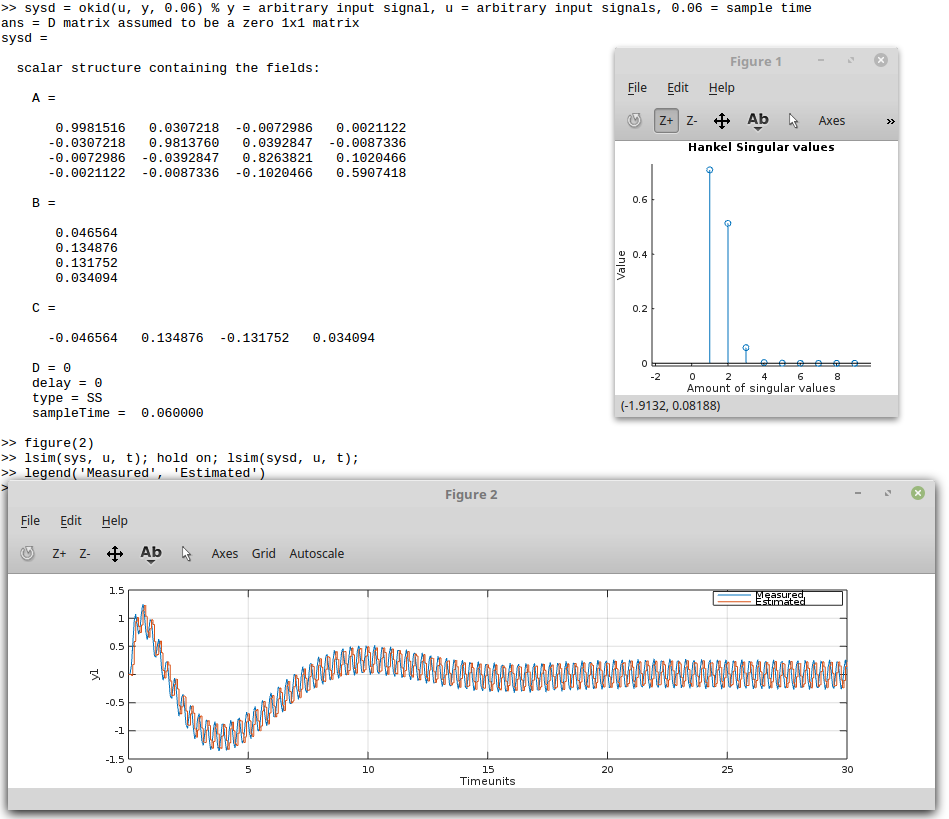 >> sysd = okid(u, y, 0.06) % y = arbitrary input signal, u = arbitrary input signals, 0.06 = sample time
ans = D matrix assumed to be a zero 1x1 matrix
sysd =
scalar structure containing the fields:
A =
0.9981516 0.0307218 -0.0072986 0.0021122
-0.0307218 0.9813760 0.0392847 -0.0087336
-0.0072986 -0.0392847 0.8263821 0.1020466
-0.0021122 -0.0087336 -0.1020466 0.5907418
B =
0.046564
0.134876
0.131752
0.034094
C =
-0.046564 0.134876 -0.131752 0.034094
D = 0
delay = 0
type = SS
sampleTime = 0.060000
>> figure(2)
>> lsim(sys, u, t); hold on; lsim(sysd, u, t);
>> legend('Measured', 'Estimated')
>
Figure 1
File Edit Help
Z+ Z- Ab Axes »
Hankel Singular values
Value
0.6
0.4
0.2
0
-2 0 2 4 6 8
Amount of singular values
(-1.9132, 0.08188)
Figure 2
File Edit Help
Z+ Z- Ab Axes Grid Autoscale
Measured
Estimated
y1
1.5
1
0.5
0
-0.5
-1
-1.5
0 5 10 15 20 25 30
Timeunits